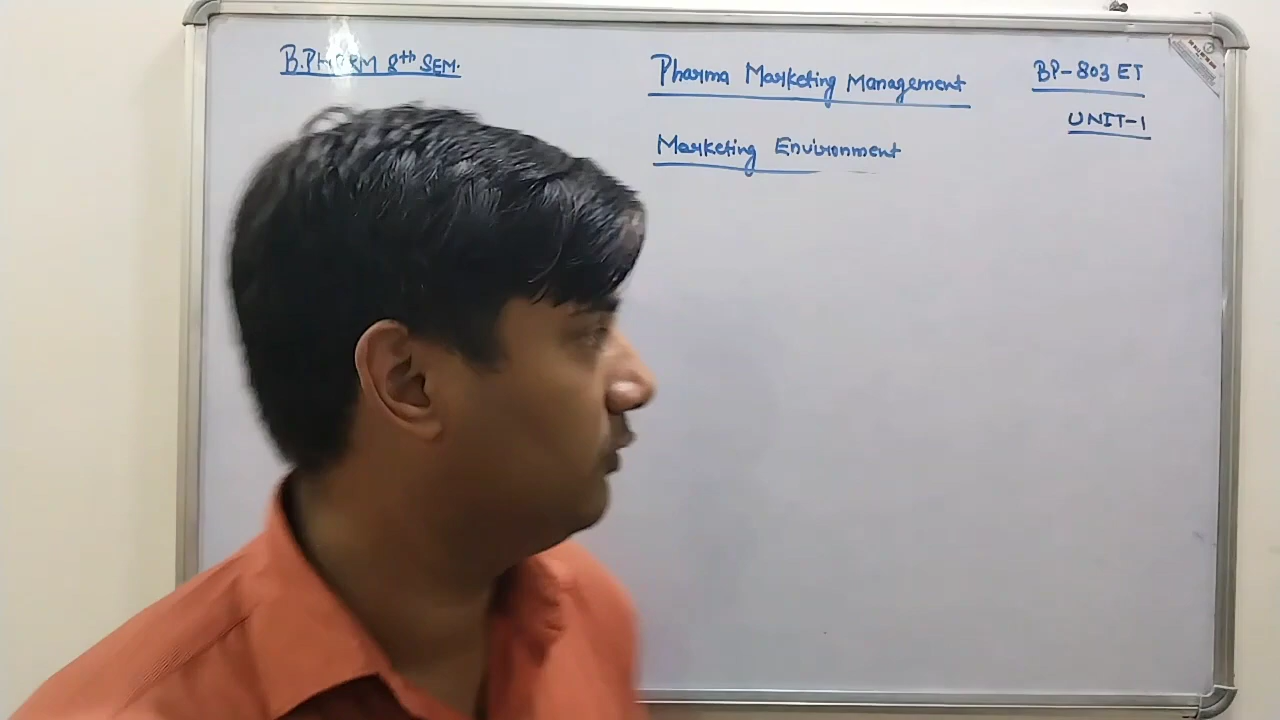 B.PHARM 8th SEM.
Pharma Marketing Management
BP-803 ET
UNIT-1
Marketing Environment